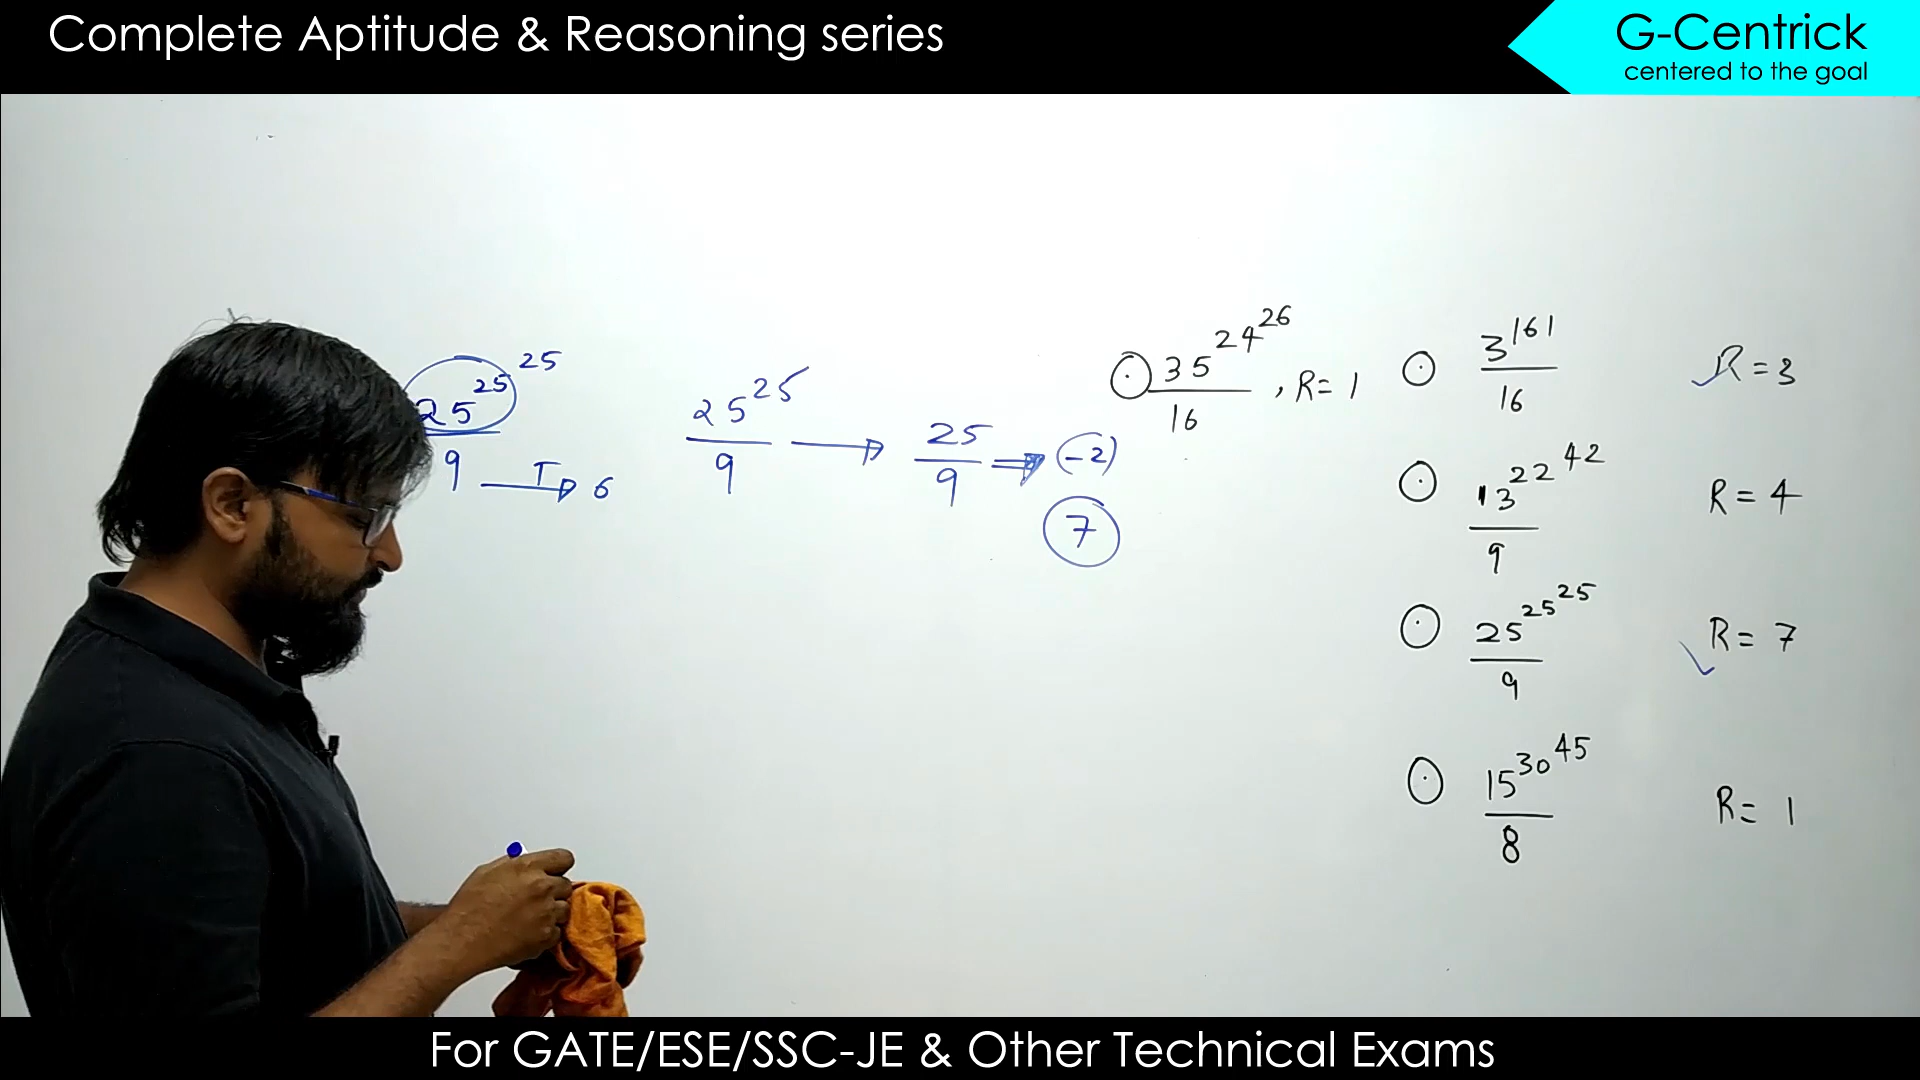 Complete Aptitude & Reasoning series
G-Centrick
centered to the goal
25^25^25
9 T→ 6
25^25
9
→
25
9
⇒ (-2)
7
⊙ 35^24^26
16
, R= 1
⊙ 3^161
16
R= 3
⊙ 13^22^42
9
R= 4
⊙ 25^25^25
9
R= 7
⊙ 15^30^45
8
R= 1
For GATE/ESE/SSC-JE & Other Technical Exams